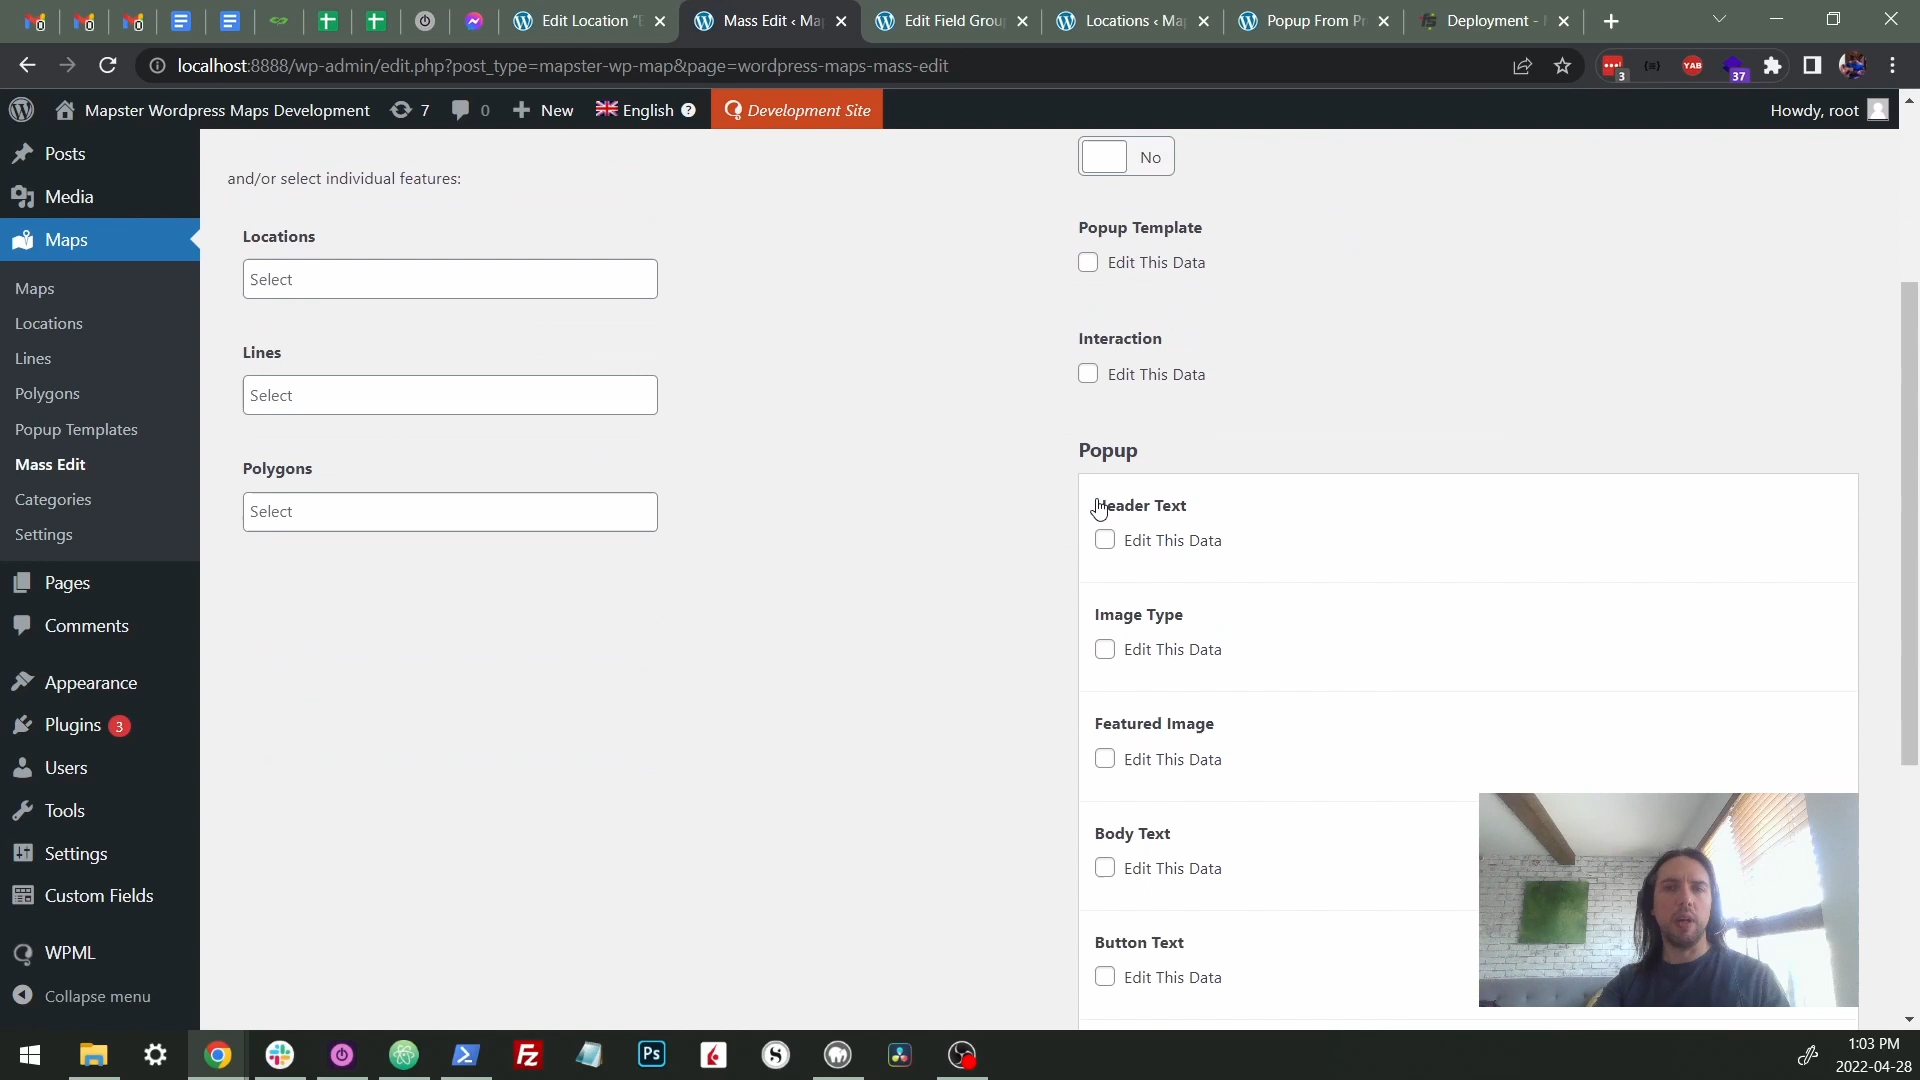 Edit Location "E
Mass Edit ‹ Ma
Edit Field Grou
Locations ‹ Ma
Popup From Pr
Deployment -
localhost:8888/wp-admin/edit.php?post_type=mapster-wp-map&page=wordpress-maps-mass-edit
3
YAB
37
Mapster Wordpress Maps Development
7
0
New
English
Development Site
Howdy, root
Posts
Media
Maps
Maps
Locations
Lines
Polygons
Popup Templates
Mass Edit
Categories
Settings
Pages
Comments
Appearance
Plugins 3
Users
Tools
Settings
Custom Fields
WPML
Collapse menu
and/or select individual features:
Locations
Select
Lines
Select
Polygons
Select
No
Popup Template
Edit This Data
Interaction
Edit This Data
Popup
Header Text
Edit This Data
Image Type
Edit This Data
Featured Image
Edit This Data
Body Text
Edit This Data
Button Text
Edit This Data
Ps
Fz
1:03 PM
2022-04-28